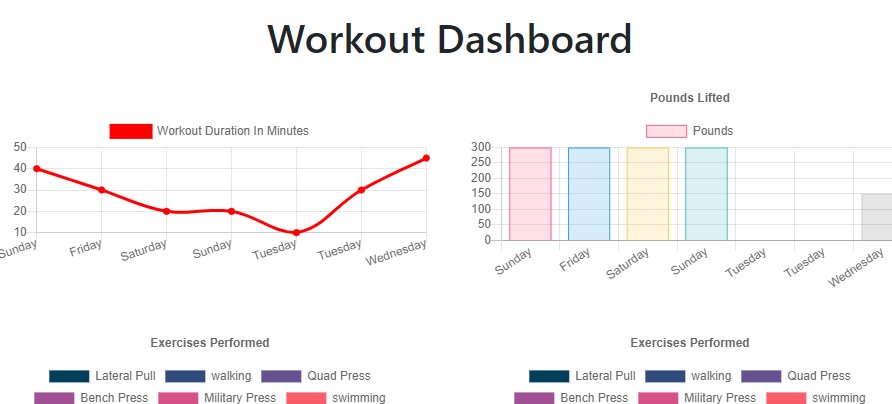 Workout Dashboard
Workout Duration In Minutes
50
40
30
20
10
Sunday Friday Saturday Sunday Tuesday Tuesday Wednesday
Pounds Lifted
Pounds
300
250
200
150
100
50
0
Sunday Friday Saturday Sunday Tuesday Tuesday Wednesday
Exercises Performed
Lateral Pull walking Quad Press
Bench Press Military Press swimming
Exercises Performed
Lateral Pull walking Quad Press
Bench Press Military Press swimming